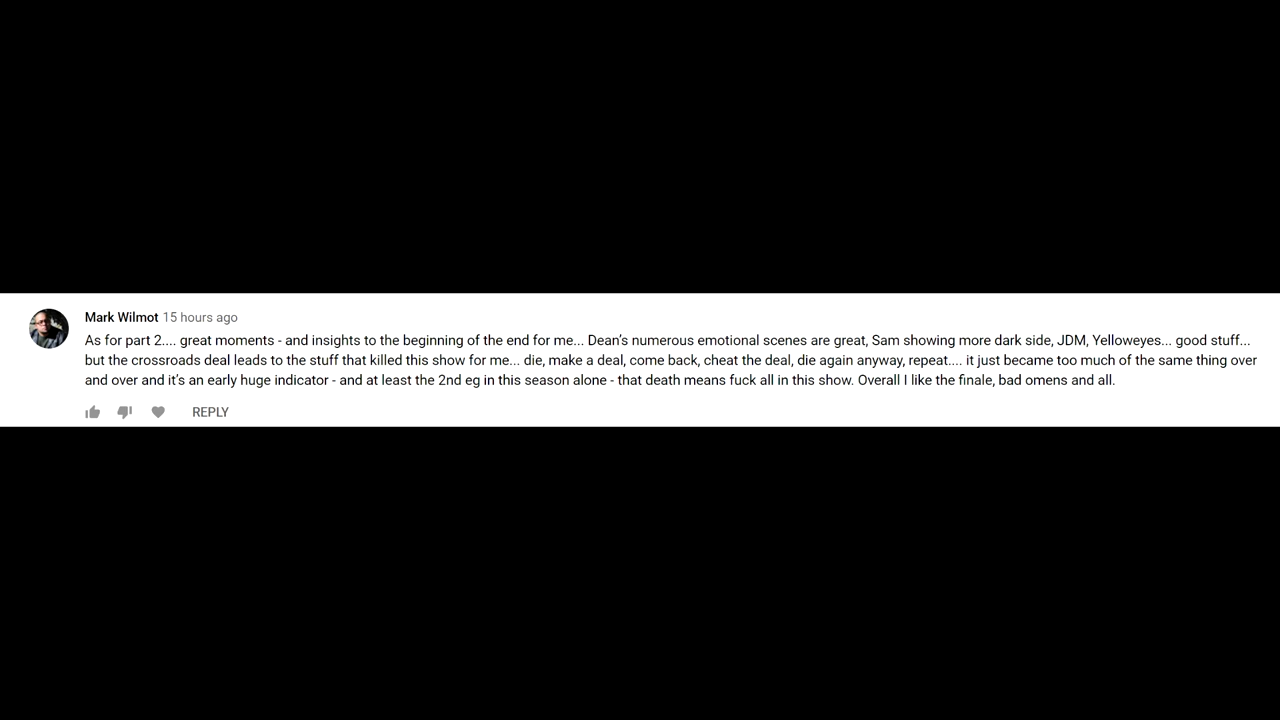 Mark Wilmot 15 hours ago
As for part 2.... great moments - and insights to the beginning of the end for me... Dean’s numerous emotional scenes are great, Sam showing more dark side, JDM, Yelloweyes... good stuff...
but the crossroads deal leads to the stuff that killed this show for me... die, make a deal, come back, cheat the deal, die again anyway, repeat.... it just became too much of the same thing over
and over and it’s an early huge indicator - and at least the 2nd eg in this season alone - that death means fuck all in this show. Overall I like the finale, bad omens and all.
REPLY